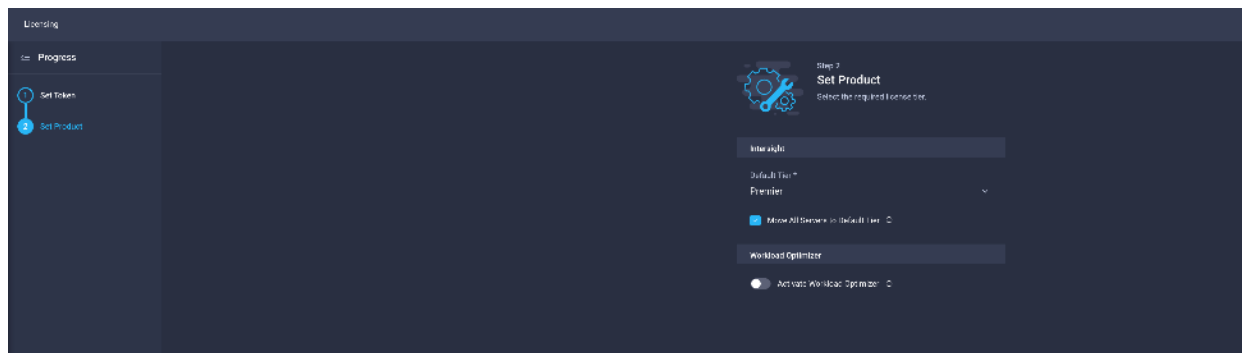 Licensing
Progress
1 Set Token
2 Set Product
Step 2
Set Product
Select the required license tier.
Intersight
Default Tier *
Premier
Move All Servers to Default Tier
Workload Optimizer
Activate Workload Optimizer